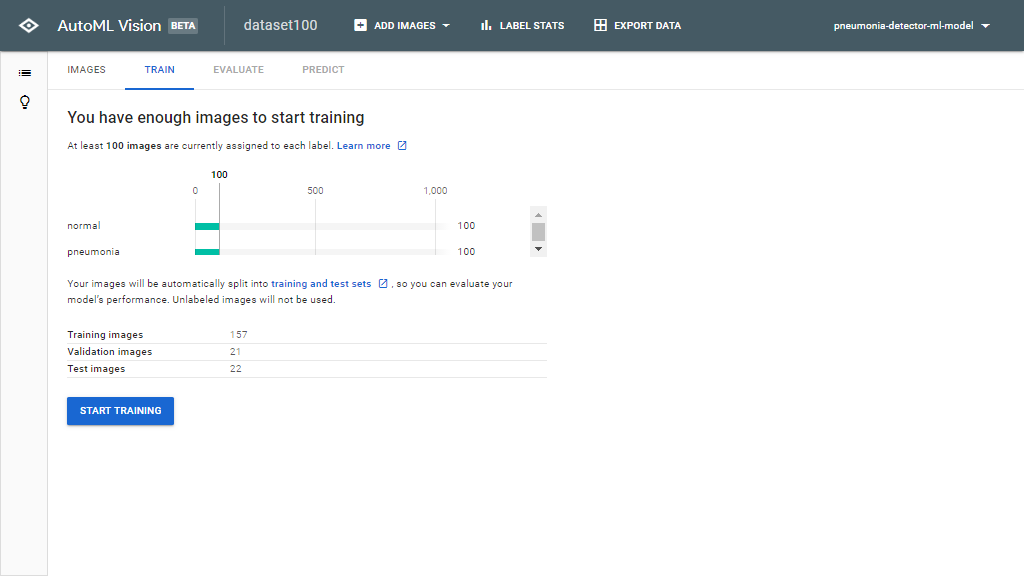 AutoML Vision BETA dataset100 ADD IMAGES LABEL STATS EXPORT DATA pneumonia-detector-ml-model
IMAGES TRAIN EVALUATE PREDICT
You have enough images to start training
At least 100 images are currently assigned to each label. Learn more
100
0 500 1,000
normal 100
pneumonia 100
Your images will be automatically split into training and test sets , so you can evaluate your
model's performance. Unlabeled images will not be used.
Training images 157
Validation images 21
Test images 22
START TRAINING